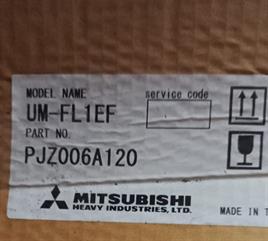 MODEL NAME
service code
UM-FL1EF
PART NO.
PJZ006A120
MITSUBISHI
HEAVY INDUSTRIES, LTD.
MADE IN T